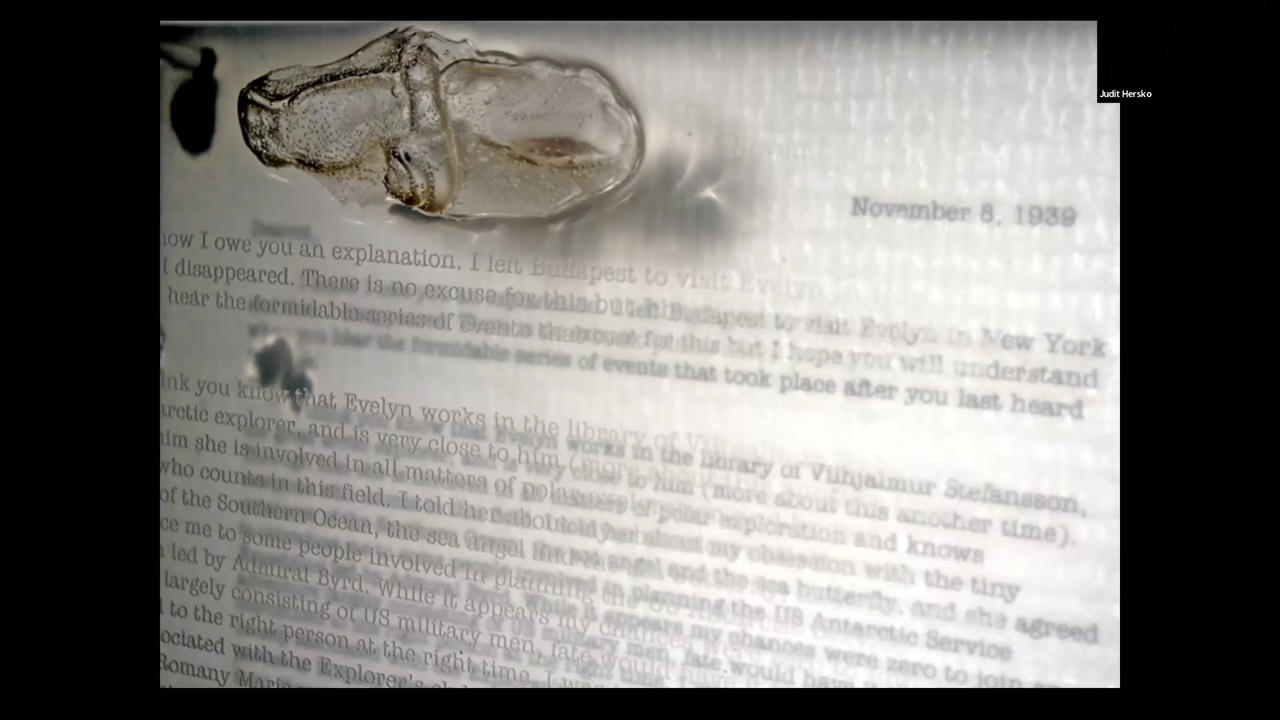 Judit Hersko
November 8, 1939
ow I owe you an explanation. I left Budapest to visit Evelyn in New York
I disappeared. There is no excuse for this but I hope you will understand
hear the formidable series of events that took place after you last heard
ink you know that Evelyn works in the library of Vilhjalmur Stefansson,
arctic explorer, and is very close to him (more about this another time).
im she is involved in all matters of polar exploration and knows
who counts in this field. I told her about my obsession with the tiny
of the Southern Ocean, the sea angel and the sea butterfly, and she agreed
ce me to some people involved in planning the US Antarctic Service
led by Admiral Byrd. While it appears my chances were zero to join
largely consisting of US military men, fate would have
to the right person at the right time. I was
ociated with the Explorer's
Romany Marie